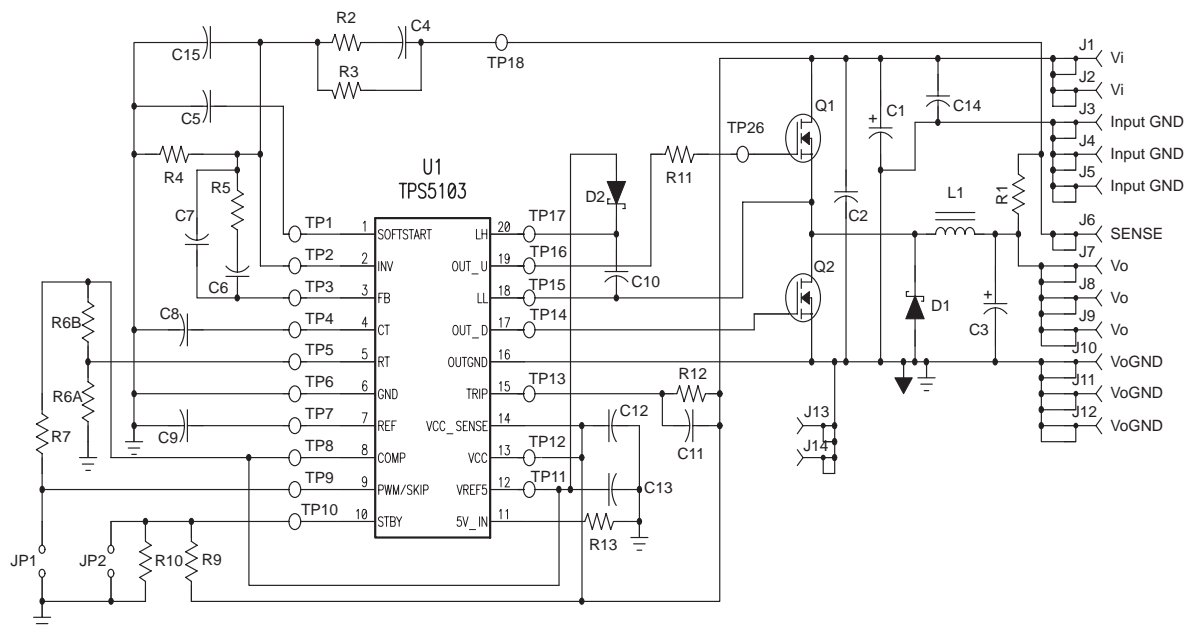 R2
C4
C15
R3
TP18
J1
Vi
J2
Vi
C5
Q1
C1
C14
J3
Input GND
TP26
J4
Input GND
R4
U1
TPS5103
R11
J5
Input GND
R5
D2
R1
C7
C2
L1
TP1
1
SOFTSTART
LH
20
TP17
J6
SENSE
TP2
2
INV
OUT_U
19
TP16
J7
Vo
C6
TP3
3
FB
LL
18
TP15
C10
Q2
J8
Vo
R6B
C8
TP4
4
CT
OUT_D
17
TP14
D1
C3
J9
Vo
TP5
5
RT
OUTGND
16
J10
VoGND
R6A
TP6
6
GND
TRIP
15
TP13
R12
J11
VoGND
R7
C9
TP7
7
REF
VCC_SENSE
14
C12
C11
J13
J12
VoGND
TP8
8
COMP
VCC
13
TP12
J14
TP9
9
PWM/SKIP
VREF5
12
TP11
C13
TP10
10
STBY
5V_IN
11
R13
JP1
JP2
R10
R9
+
+